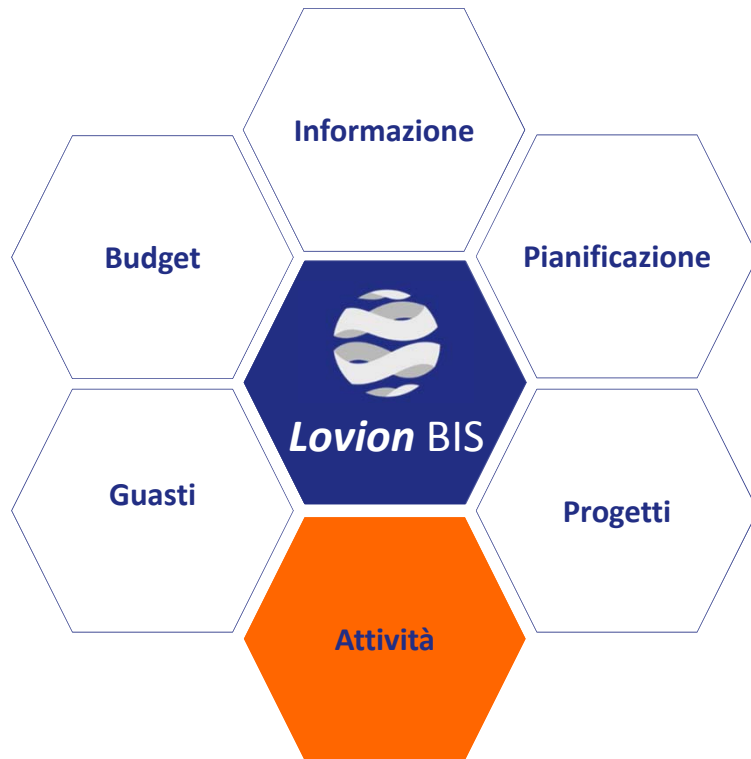 Informazione
Budget
Pianificazione
Lovion BIS
Guasti
Progetti
Attività